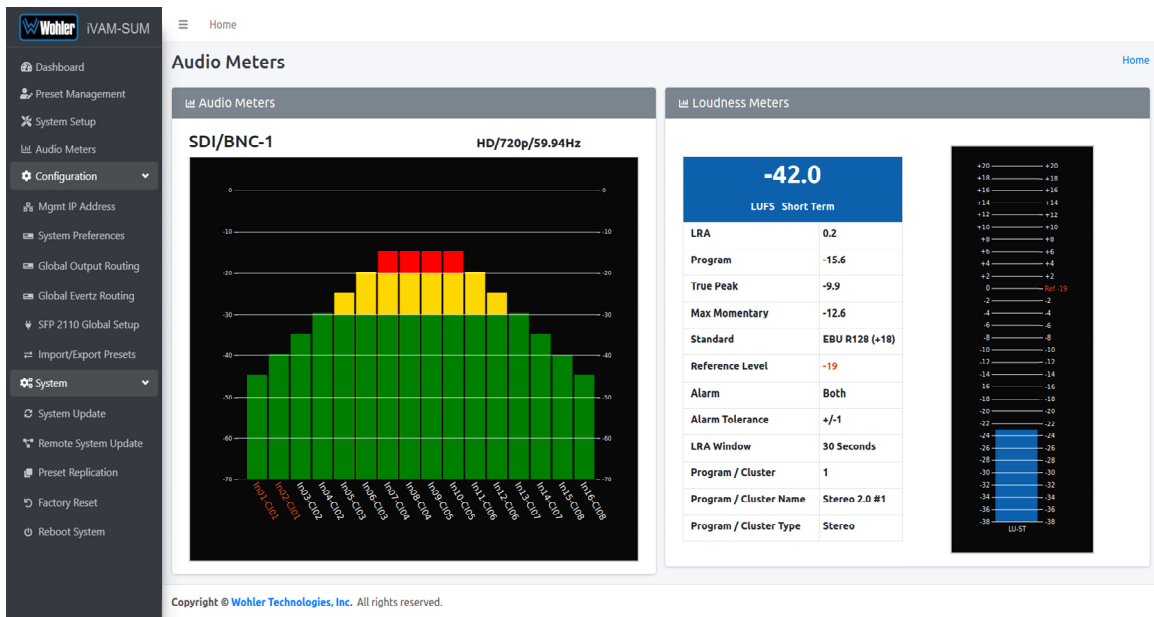 Wohler iVAM-SUM
Home
Dashboard
Preset Management
System Setup
Audio Meters
Configuration
Mgmt IP Address
System Preferences
Global Output Routing
Global Evertz Routing
SFP 2110 Global Setup
Import/Export Presets
System
System Update
Remote System Update
Preset Replication
Factory Reset
Reboot System
Audio Meters
Home
Audio Meters
SDI/BNC-1 HD/720p/59.94Hz
0 0
-10 -10
-20 -20
-30 -30
-40 -40
-50 -50
-60 -60
-70 -70
In01-Cl01 In02-Cl01 In03-Cl02 In04-Cl02 In05-Cl03 In06-Cl03 In07-Cl04 In08-Cl04 In09-Cl05 In10-Cl05 In11-Cl06 In12-Cl06 In13-Cl07 In14-Cl07 In15-Cl08 In16-Cl08
Loudness Meters
-42.0
LUFS Short Term
LRA 0.2
Program -15.6
True Peak -9.9
Max Momentary -12.6
Standard EBU R128 (+18)
Reference Level -19
Alarm Both
Alarm Tolerance +/-1
LRA Window 30 Seconds
Program / Cluster 1
Program / Cluster Name Stereo 2.0 #1
Program / Cluster Type Stereo
+20 +20
+18 +18
+16 +16
+14 +14
+12 +12
+10 +10
+8 +8
+6 +6
+4 +4
+2 +2
0 Ref -19
-2 -2
-4 -4
-6 -6
-8 -8
-10 -10
-12 -12
-14 -14
-16 -16
-18 -18
-20 -20
-22 -22
-24 -24
-26 -26
-28 -28
-30 -30
-32 -32
-34 -34
-36 -36
-38 -38
LU-ST
Copyright © Wohler Technologies, Inc. All rights reserved.